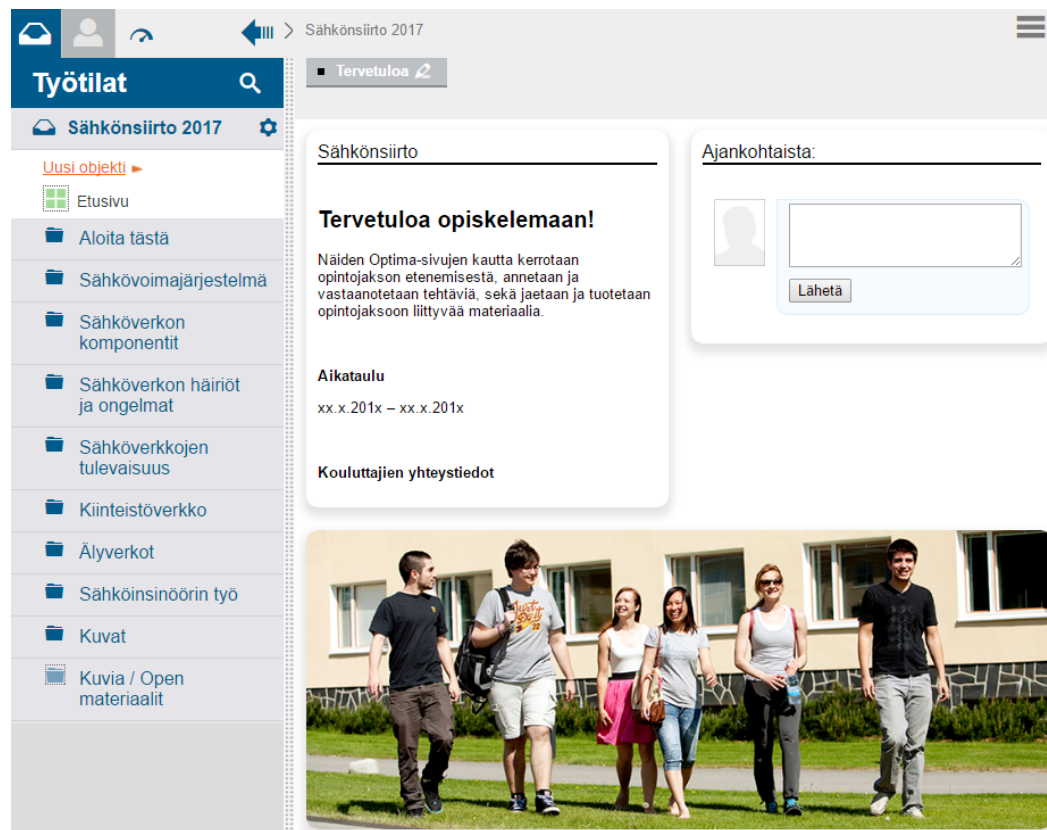 Sähkönsiirto 2017
Työtilat
Tervetuloa
Sähkönsiirto 2017
Uusi objekti ►
Etusivu
Aloita tästä
Sähkövoimajärjestelmä
Sähköverkon
komponentit
Sähköverkon häiriöt
ja ongelmat
Sähköverkkojen
tulevaisuus
Kiinteistöverkko
Älyverkot
Sähköinsinöörin työ
Kuvat
Kuvia / Open
materiaalit
Sähkönsiirto
Tervetuloa opiskelemaan!
Näiden Optima-sivujen kautta kerrotaan
opintojakson etenemisestä, annetaan ja
vastaanotetaan tehtäviä, sekä jaetaan ja tuotetaan
opintojaksoon liittyvää materiaalia.
Aikataulu
xx.x.201x – xx.x.201x
Kouluttajien yhteystiedot
Ajankohtaista:
Lähetä